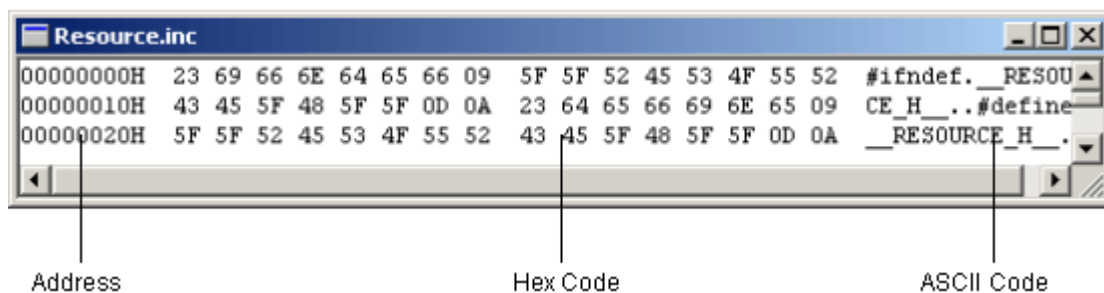 Resource.inc
00000000H 23 69 66 6E 64 65 66 09 5F 5F 52 45 53 4F 55 52 #ifndef.__RESOU
00000010H 43 45 5F 48 5F 5F 0D 0A 23 64 65 66 69 6E 65 09 CE_H__..#define
00000020H 5F 5F 52 45 53 4F 55 52 43 45 5F 48 5F 5F 0D 0A __RESOURCE_H__.
Address Hex Code ASCII Code